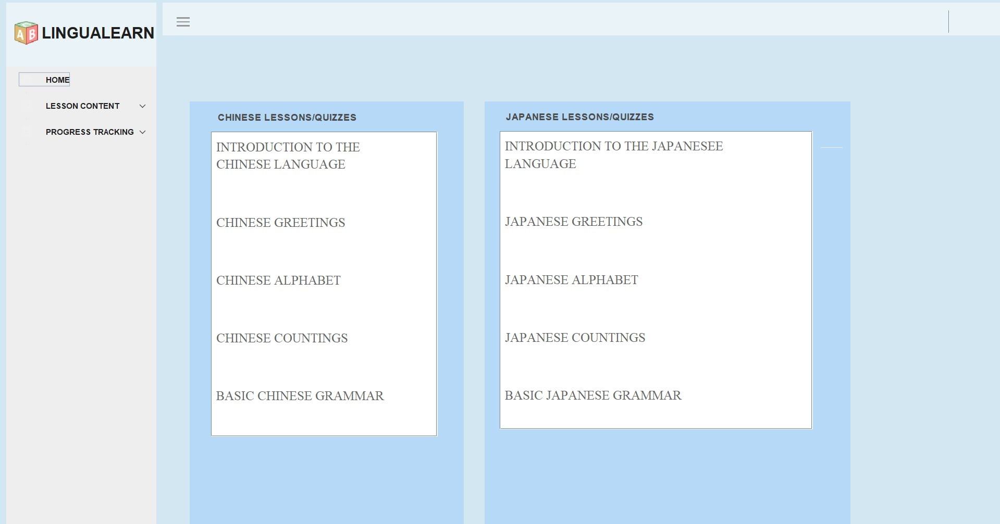 AB LINGUALEARN
HOME
LESSON CONTENT
PROGRESS TRACKING
CHINESE LESSONS/QUIZZES
INTRODUCTION TO THE
CHINESE LANGUAGE
CHINESE GREETINGS
CHINESE ALPHABET
CHINESE COUNTINGS
BASIC CHINESE GRAMMAR
JAPANESE LESSONS/QUIZZES
INTRODUCTION TO THE JAPANESEE
LANGUAGE
JAPANESE GREETINGS
JAPANESE ALPHABET
JAPANESE COUNTINGS
BASIC JAPANESE GRAMMAR